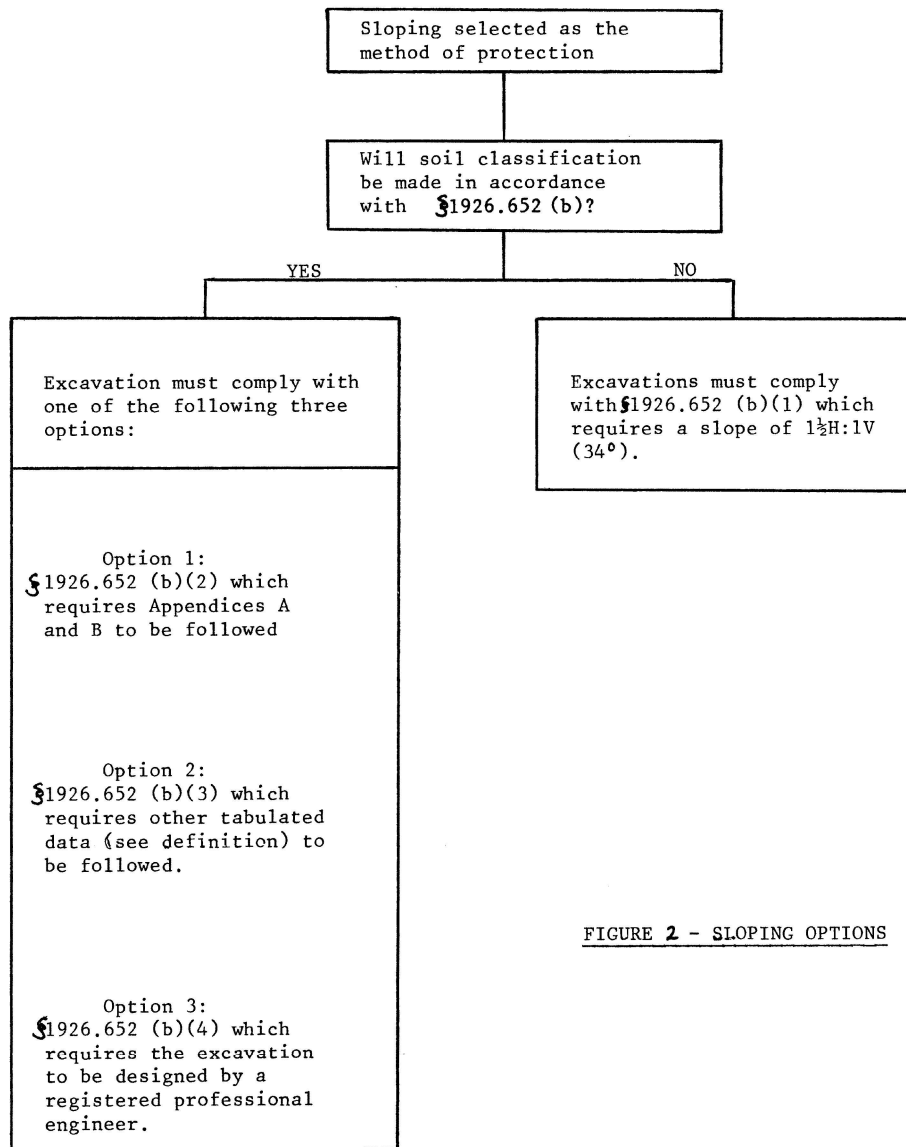 Sloping selected as the
method of protection
Will soil classification
be made in accordance
with §1926.652 (b)?
YES
NO
Excavation must comply with
one of the following three
options:
Option 1:
§1926.652 (b)(2) which
requires Appendices A
and B to be followed
Option 2:
§1926.652 (b)(3) which
requires other tabulated
data (see definition) to
be followed.
Option 3:
§1926.652 (b)(4) which
requires the excavation
to be designed by a
registered professional
engineer.
Excavations must comply
with §1926.652 (b)(1) which
requires a slope of 1½H:1V
(34°).
FIGURE 2 - SLOPING OPTIONS